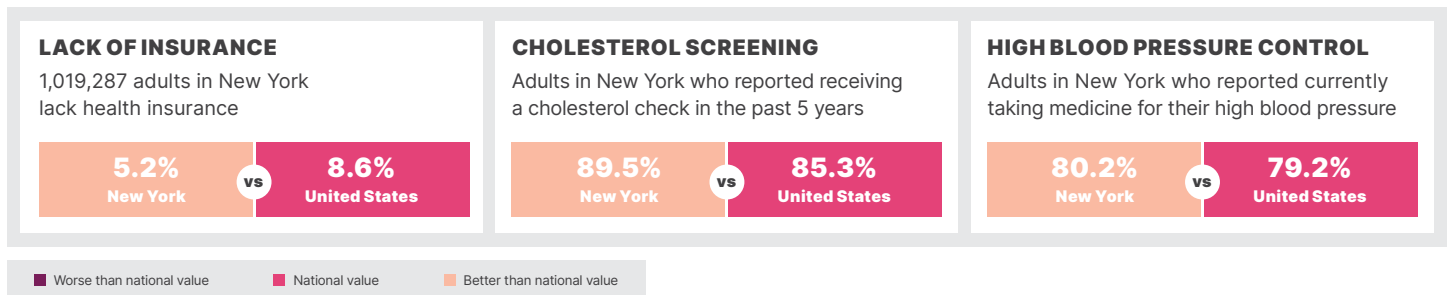 LACK OF INSURANCE
1,019,287 adults in New York
lack health insurance
5.2%
New York
vs
8.6%
United States
CHOLESTEROL SCREENING
Adults in New York who reported receiving
a cholesterol check in the past 5 years
89.5%
New York
vs
85.3%
United States
HIGH BLOOD PRESSURE CONTROL
Adults in New York who reported currently
taking medicine for their high blood pressure
80.2%
New York
vs
79.2%
United States
Worse than national value
National value
Better than national value